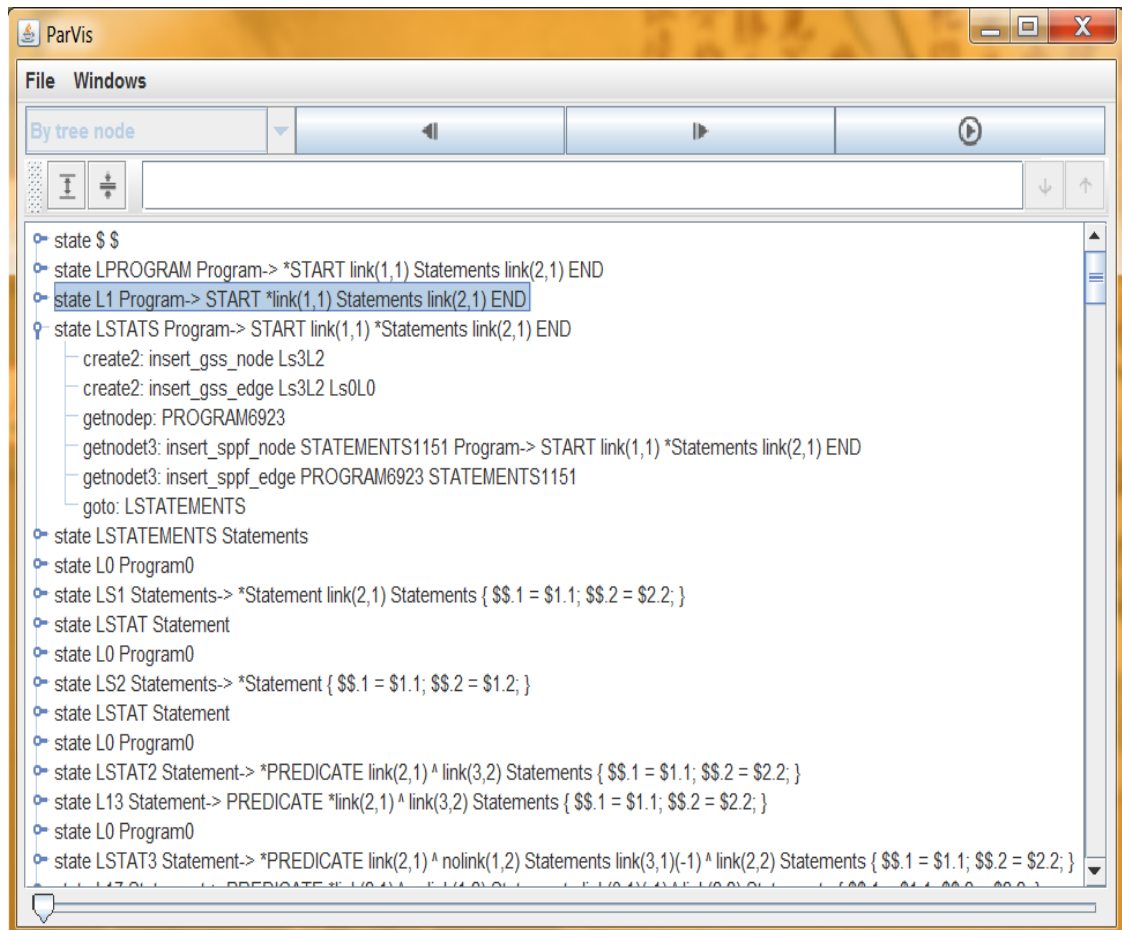 ParVis
X
File Windows
By tree node
state $ $
state LPROGRAM Program-> *START link(1,1) Statements link(2,1) END
state L1 Program-> START *link(1,1) Statements link(2,1) END
state LSTATS Program-> START link(1,1) *Statements link(2,1) END
create2: insert_gss_node Ls3L2
create2: insert_gss_edge Ls3L2 Ls0L0
getnodep: PROGRAM6923
getnodet3: insert_sppf_node STATEMENTS1151 Program-> START link(1,1) *Statements link(2,1) END
getnodet3: insert_sppf_edge PROGRAM6923 STATEMENTS1151
goto: LSTATEMENTS
state LSTATEMENTS Statements
state L0 Program0
state LS1 Statements-> *Statement link(2,1) Statements { $$.1 = $1.1; $$.2 = $2.2; }
state LSTAT Statement
state L0 Program0
state LS2 Statements-> *Statement { $$.1 = $1.1; $$.2 = $1.2; }
state LSTAT Statement
state L0 Program0
state LSTAT2 Statement-> *PREDICATE link(2,1) ^ link(3,2) Statements { $$.1 = $1.1; $$.2 = $2.2; }
state L13 Statement-> PREDICATE *link(2,1) ^ link(3,2) Statements { $$.1 = $1.1; $$.2 = $2.2; }
state L0 Program0
state LSTAT3 Statement-> *PREDICATE link(2,1) ^ nolink(1,2) Statements link(3,1)(-1) ^ link(2,2) Statements { $$.1 = $1.1; $$.2 = $2.2; }